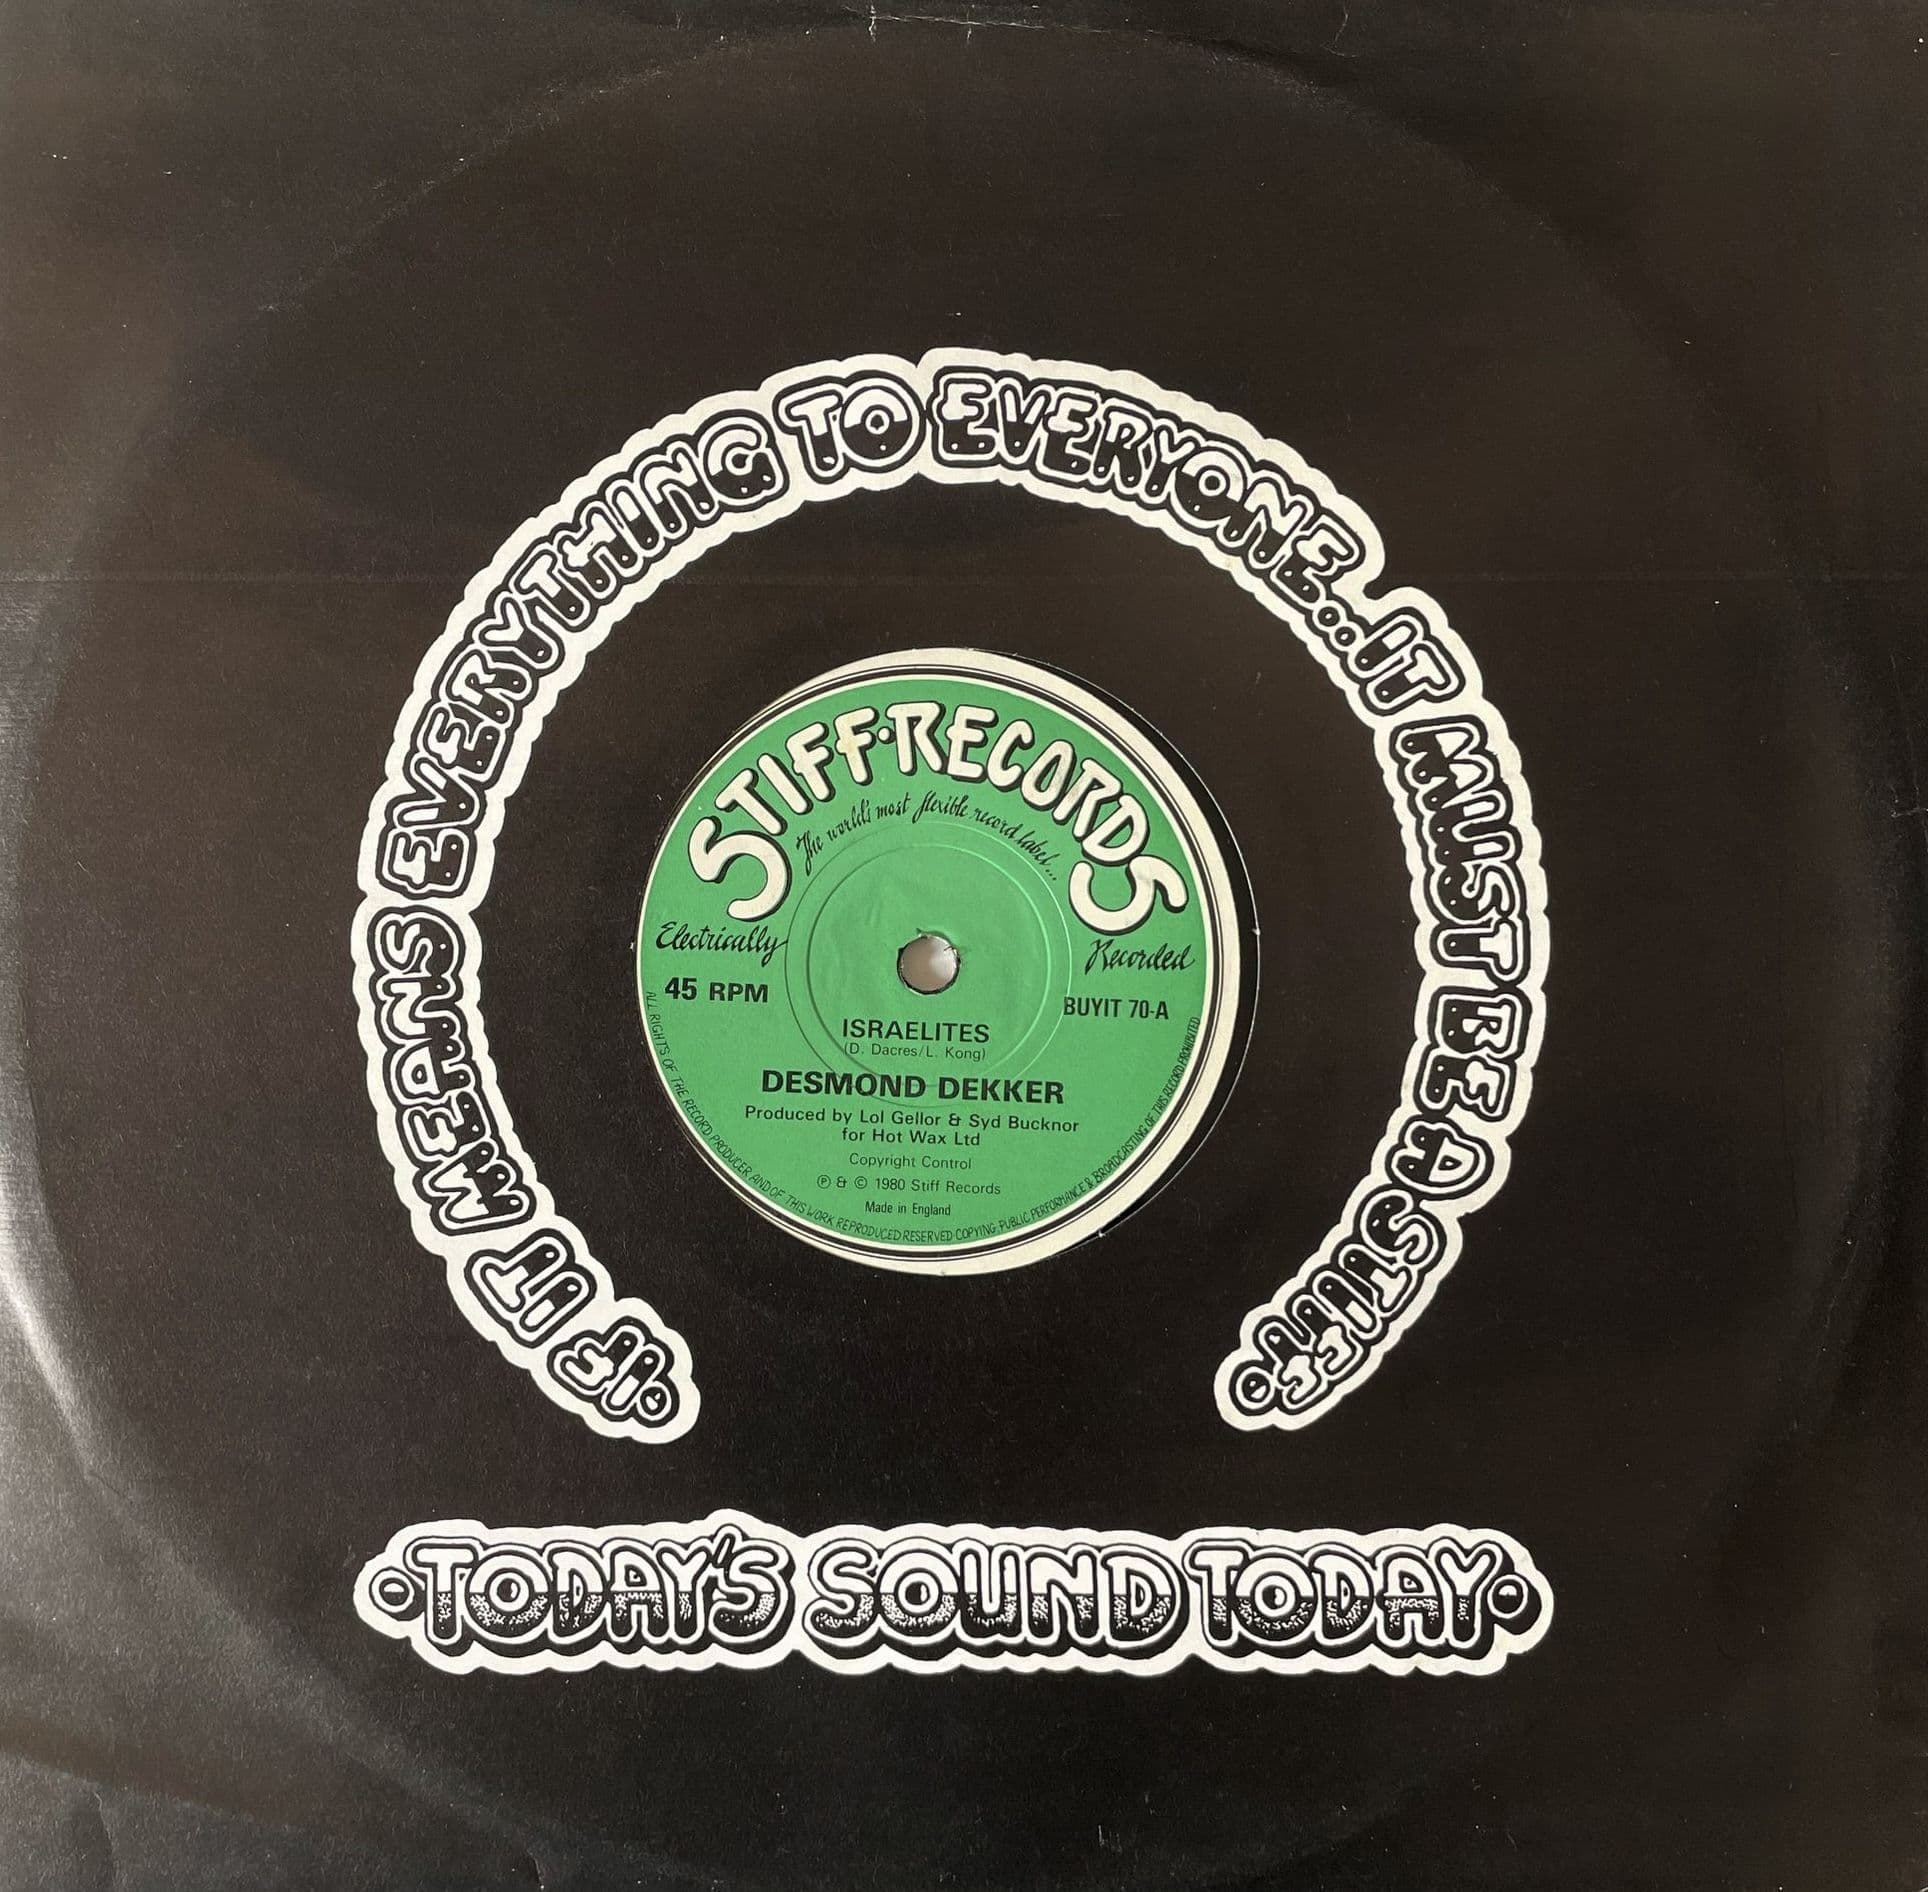 •IF IT MEANS EVERYTHING TO EVERYONE...IT MUST BE A STIFF•
STIFF·RECORDS
The world's most flexible record label...
Electrically Recorded
45 RPM
BUYIT 70-A
ISRAELITES
(D. Dacres/L. Kong)
DESMOND DEKKER
Produced by Lol Gellor & Syd Bucknor
for Hot Wax Ltd
Copyright Control
℗ & © 1980 Stiff Records
Made in England
ALL RIGHTS OF THE RECORD PRODUCER AND OF THIS WORK REPRODUCED RESERVED COPYING, PUBLIC PERFORMANCE & BROADCASTING OF THIS RECORD PROHIBITED
•TODAY'S SOUND TODAY•